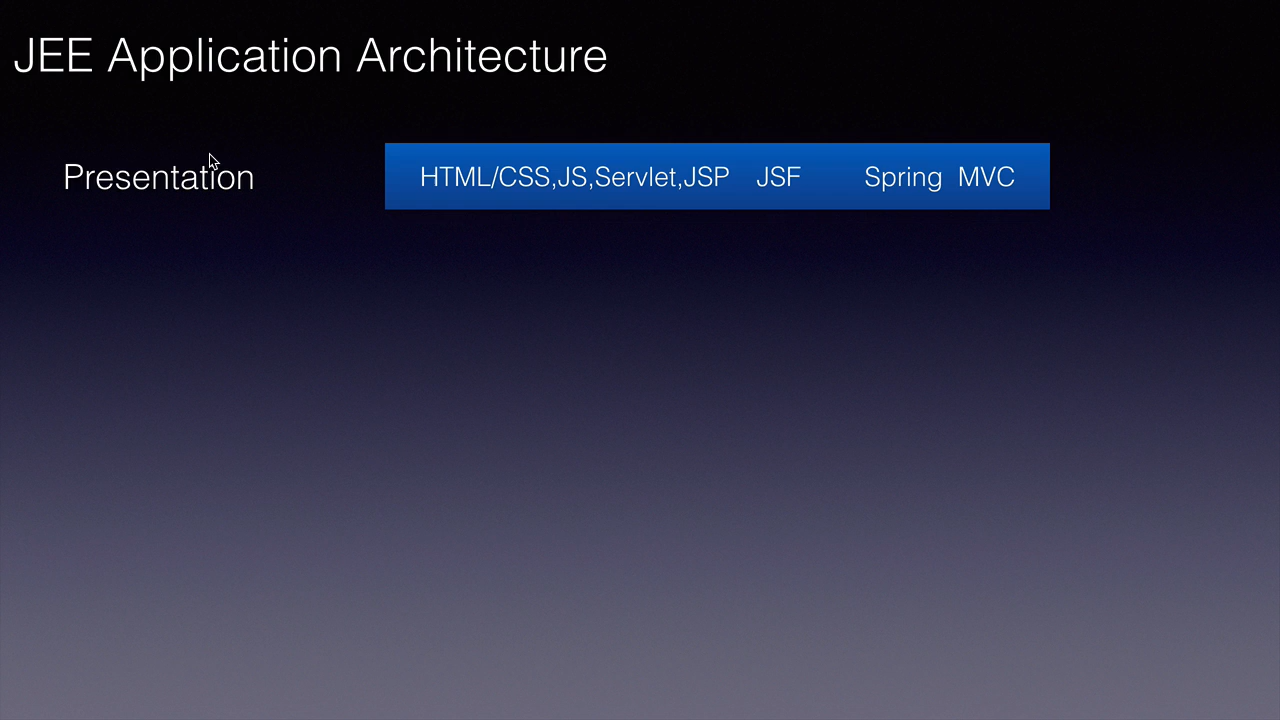 JEE Application Architecture
Presentation
HTML/CSS,JS,Servlet,JSP JSF Spring MVC